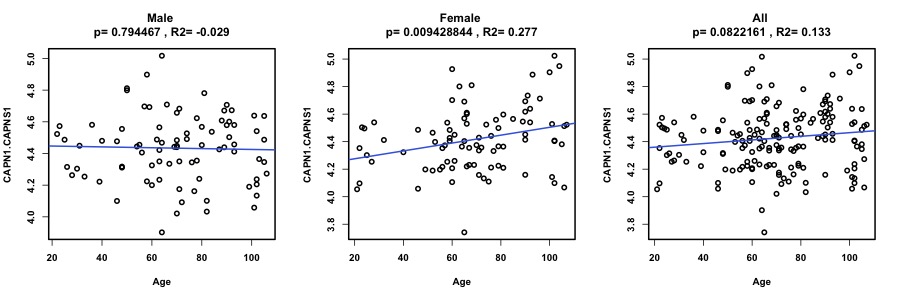 Male
p= 0.794467 , R2= -0.029
CAPN1.CAPNS1
5.0
4.8
4.6
4.4
4.2
4.0
20 40 60 80 100
Age
Female
p= 0.009428844 , R2= 0.277
CAPN1.CAPNS1
5.0
4.8
4.6
4.4
4.2
4.0
3.8
20 40 60 80 100
Age
All
p= 0.0822161 , R2= 0.133
CAPN1.CAPNS1
5.0
4.8
4.6
4.4
4.2
4.0
3.8
20 40 60 80 100
Age